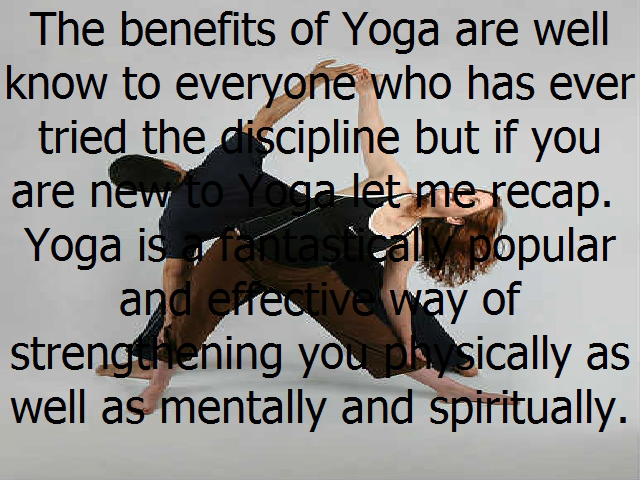 The benefits of Yoga are well
know to everyone who has ever
tried the discipline but if you
are new to Yoga let me recap.
Yoga is a fantastically popular
and effective way of
strengthening you physically as
well as mentally and spiritually.